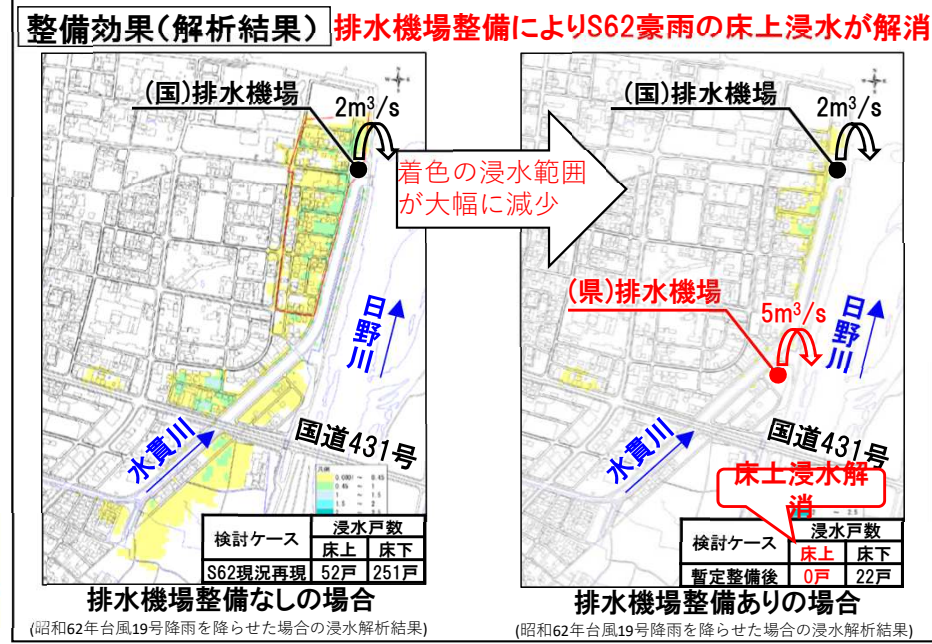 整備効果(解析結果) 排水機場整備によりS62豪雨の床上浸水が解消
(国)排水機場
2m³/s
着色の浸水範囲
が大幅に減少
日野川
水貫川
国道431号
0.45 ~ 1
1 ~ 1.5
1.5 ~ 2
検討ケース 浸水戸数
床上 床下
S62現況再現 52戸 251戸
排水機場整備なしの場合
(昭和62年台風19号降雨を降らせた場合の浸水解析結果)
(国)排水機場
2m³/s
(県)排水機場
5m³/s
日野川
水貫川
国道431号
床上浸水解
消
~ 2.5
検討ケース 浸水戸数
床上 床下
暫定整備後 0戸 22戸
排水機場整備ありの場合
(昭和62年台風19号降雨を降らせた場合の浸水解析結果)